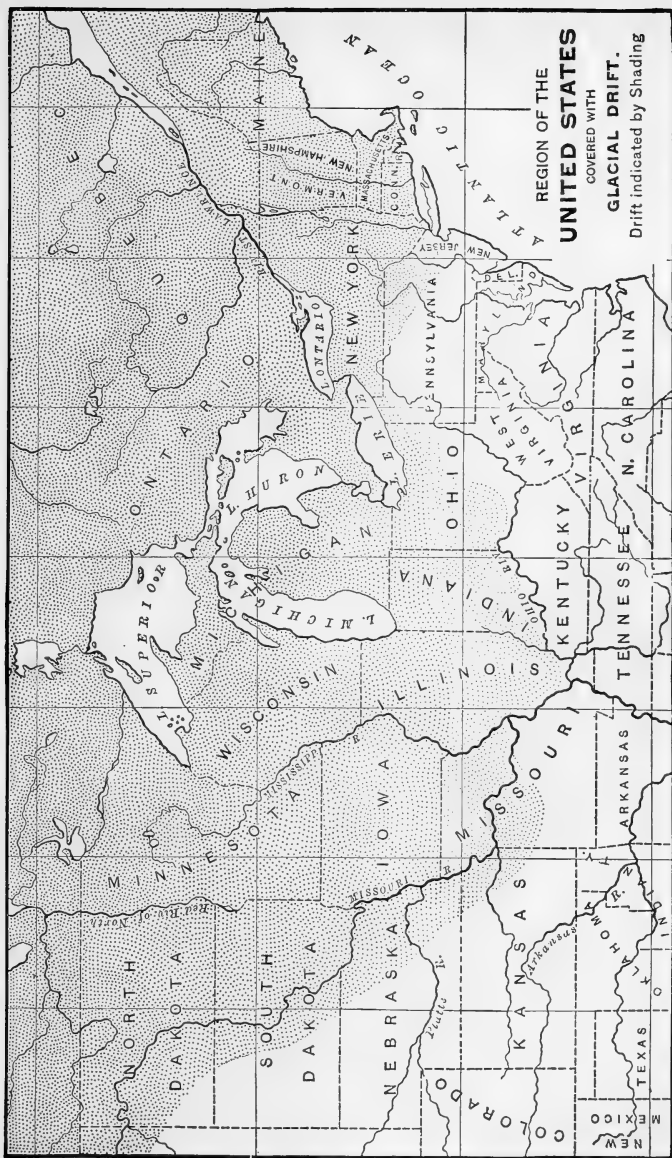 REGION OF THE
UNITED STATES
COVERED WITH
GLACIAL DRIFT.
Drift indicated by Shading
ATLANTIC OCEAN
QUEBEC
ONTARIO
MAINE
NEW HAMPSHIRE
VERMONT
MASSACHUSETTS
CONN.
R.I.
NEW YORK
NEW JERSEY
PENNSYLVANIA
DEL.
MARYLAND
WEST
VIRGINIA
VIRGINIA
N. CAROLINA
L. ONTARIO
L. ERIE
L. HURON
L. MICHIGAN
L. SUPERIOR
MICHIGAN
OHIO
INDIANA
OHIO R.
KENTUCKY
TENNESSEE
WISCONSIN
ILLINOIS
MISSISSIPPI R.
MINNESOTA
IOWA
MISSOURI
MISSOURI R.
ARKANSAS
Red Riv. of North
NORTH
DAKOTA
SOUTH
DAKOTA
NEBRASKA
Platte R.
KANSAS
Arkansas R.
OKLAHOMA
INDIAN TY.
COLORADO
TEXAS
NEW
MEXICO